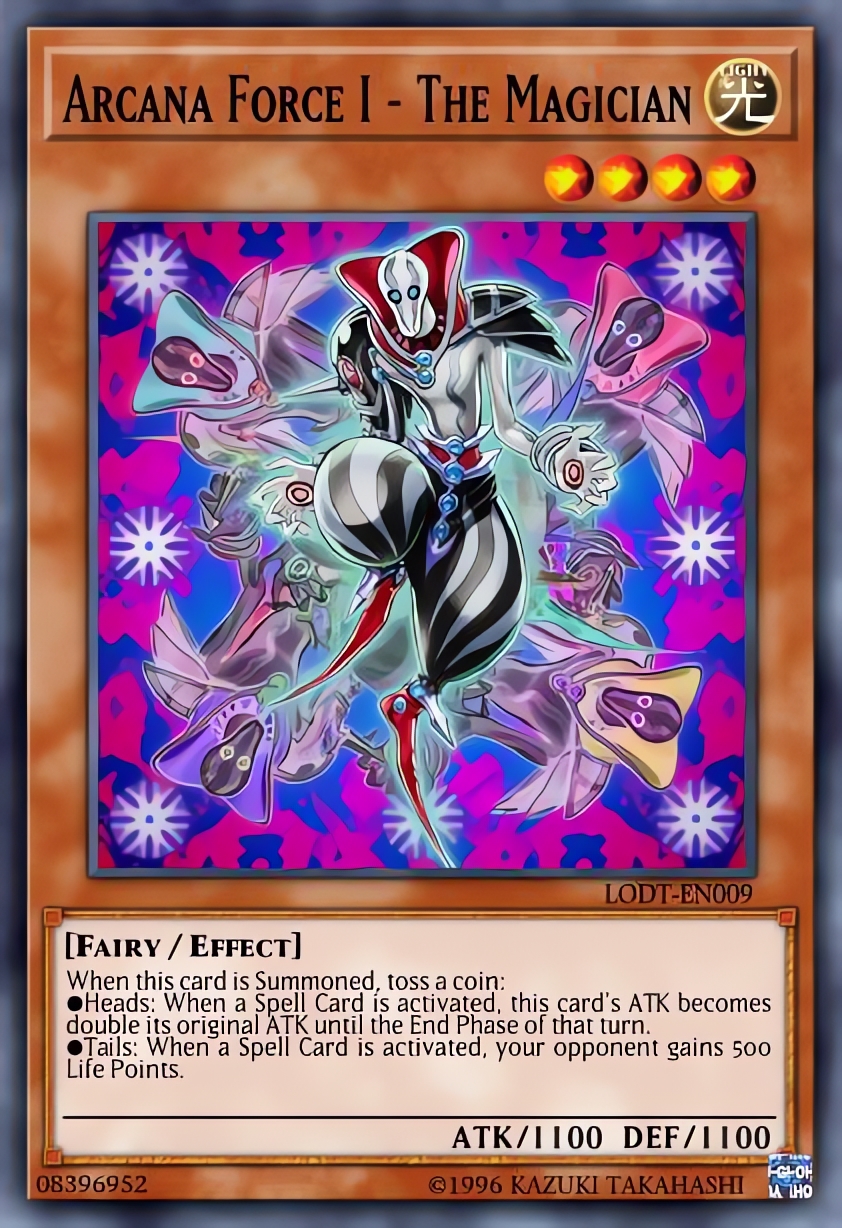 ARCANA FORCE I - THE MAGICIAN
LIGHT
光
LODT-EN009
[FAIRY / EFFECT]
When this card is Summoned, toss a coin:
●Heads: When a Spell Card is activated, this card's ATK becomes
double its original ATK until the End Phase of that turn.
●Tails: When a Spell Card is activated, your opponent gains 500
Life Points.
ATK/1100 DEF/1100
08396952
©1996 KAZUKI TAKAHASHI